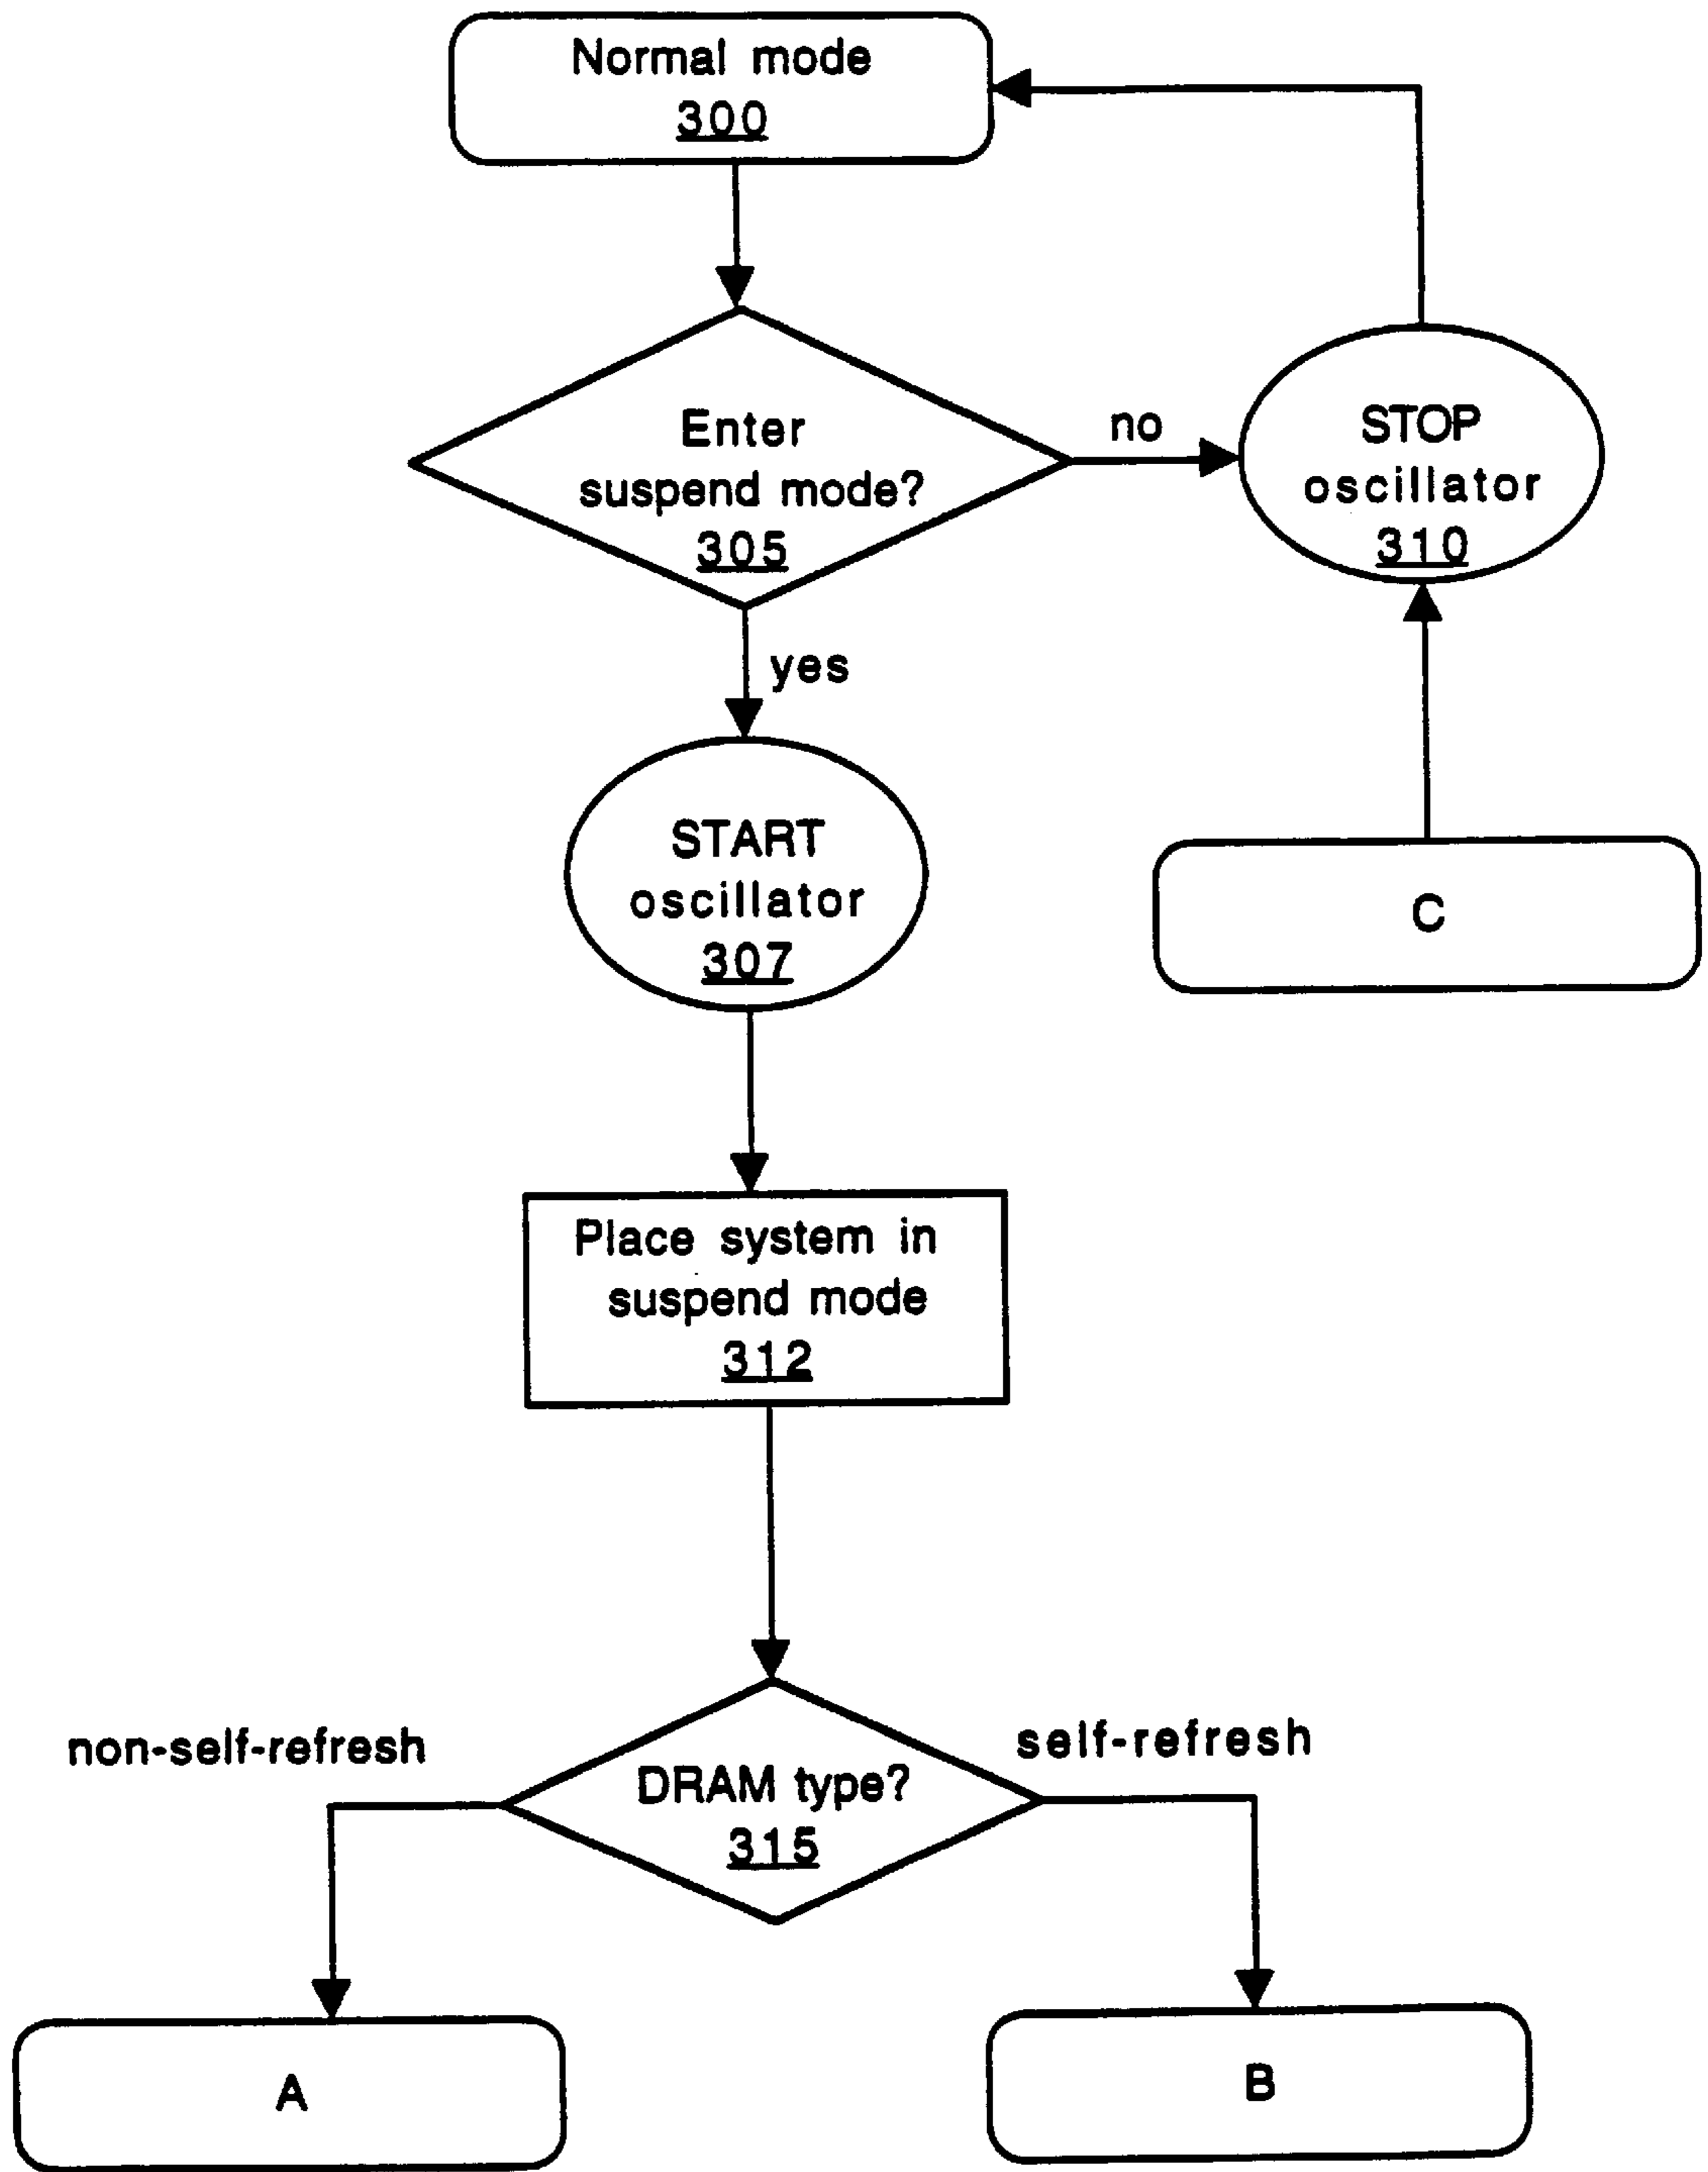 Normal mode
300
Enter
suspend mode?
305
no
STOP
oscillator
310
yes
START
oscillator
307
C
Place system in
suspend mode
312
non-self-refresh
self-refresh
DRAM type?
315
A
B